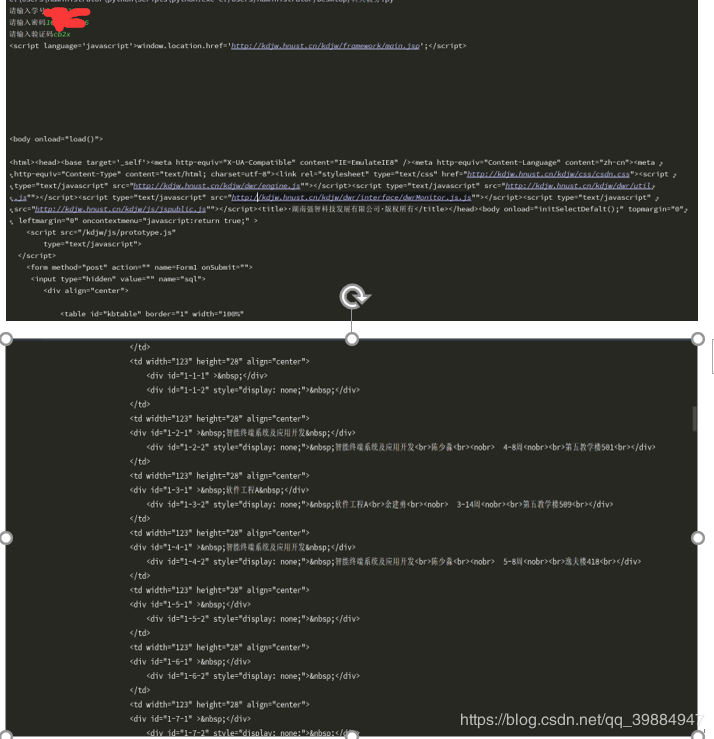 请输入学号
请输入密码
请输入验证码cb2x
<script language='javascript'>window.location.href='http://kdjw.hnust.cn/kdjw/framework/main.jsp';</script>
<body onload="load()">
<html><head><base target='_self'><meta http-equiv="X-UA-Compatible" content="IE=EmulateIE8" /><meta http-equiv="Content-Language" content="zh-cn"><meta
http-equiv="Content-Type" content="text/html; charset=utf-8"><link rel="stylesheet" type="text/css" href="http://kdjw.hnust.cn/kdjw/css/csdn.css"><script
type="text/javascript" src="http://kdjw.hnust.cn/kdjw/dwr/engine.js""></script><script type="text/javascript" src="http://kdjw.hnust.cn/kdjw/dwr/util
.js""></script><script type="text/javascript" src="http://kdjw.hnust.cn/kdjw/dwr/interface/dwrMonitor.js.js""></script><script type="text/javascript"
src="http://kdjw.hnust.cn/kdjw/js/jspublic.js""></script><title>·湖南强智科技发展有限公司·版权所有</title></head><body onload="initSelectDefalt();" topmargin="0"
leftmargin="0" oncontextmenu="javascript:return true;" >
<script src="/kdjw/js/prototype.js"
type="text/javascript">
</script>
<form method="post" action="" name=Form1 onSubmit="">
<input type="hidden" value="" name="sql">
<div align="center">
<table id="kbtable" border="1" width="100%"
</td>
<td width="123" height="28" align="center">
<div id="1-1-1" >&nbsp;</div>
<div id="1-1-2" style="display: none;">&nbsp;</div>
</td>
<td width="123" height="28" align="center">
<div id="1-2-1" >&nbsp;智能终端系统及应用开发&nbsp;</div>
<div id="1-2-2" style="display: none;">&nbsp;智能终端系统及应用开发<br>陈少淼<br><nobr> 4-8周<nobr><br>第五教学楼501<br></div>
</td>
<td width="123" height="28" align="center">
<div id="1-3-1" >&nbsp;软件工程A&nbsp;</div>
<div id="1-3-2" style="display: none;">&nbsp;软件工程A<br>余建勇<br><nobr> 3-14周<nobr><br>第五教学楼509<br></div>
</td>
<td width="123" height="28" align="center">
<div id="1-4-1" >&nbsp;智能终端系统及应用开发&nbsp;</div>
<div id="1-4-2" style="display: none;">&nbsp;智能终端系统及应用开发<br>陈少淼<br><nobr> 5-8周<nobr><br>逸夫楼418<br></div>
</td>
<td width="123" height="28" align="center">
<div id="1-5-1" >&nbsp;</div>
<div id="1-5-2" style="display: none;">&nbsp;</div>
</td>
<td width="123" height="28" align="center">
<div id="1-6-1" >&nbsp;</div>
<div id="1-6-2" style="display: none;">&nbsp;</div>
</td>
<td width="123" height="28" align="center">
<div id="1-7-1" >&nbsp;</div>
<div id="1-7-2" style="display: none;">&nbsp;</div>
https://blog.csdn.net/qq_39884947